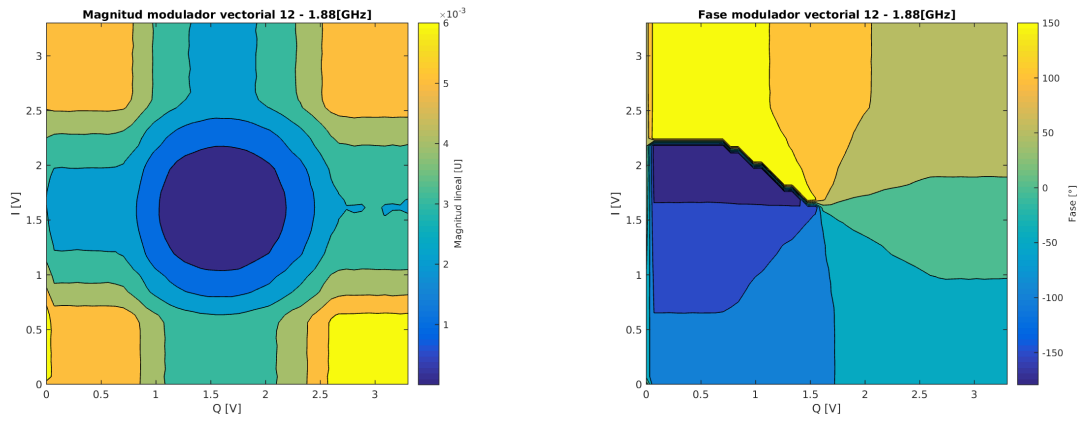 Magnitud modulador vectorial 12 - 1.88[GHz]
×10⁻³
6
5
4
3
2
1
Magnitud lineal [U]
3
2.5
2
1.5
1
0.5
0
I [V]
0 0.5 1 1.5 2 2.5 3
Q [V]
Fase modulador vectorial 12 - 1.88[GHz]
150
100
50
0
-50
-100
-150
Fase [°]
3
2.5
2
1.5
1
0.5
0
I [V]
0 0.5 1 1.5 2 2.5 3
Q [V]